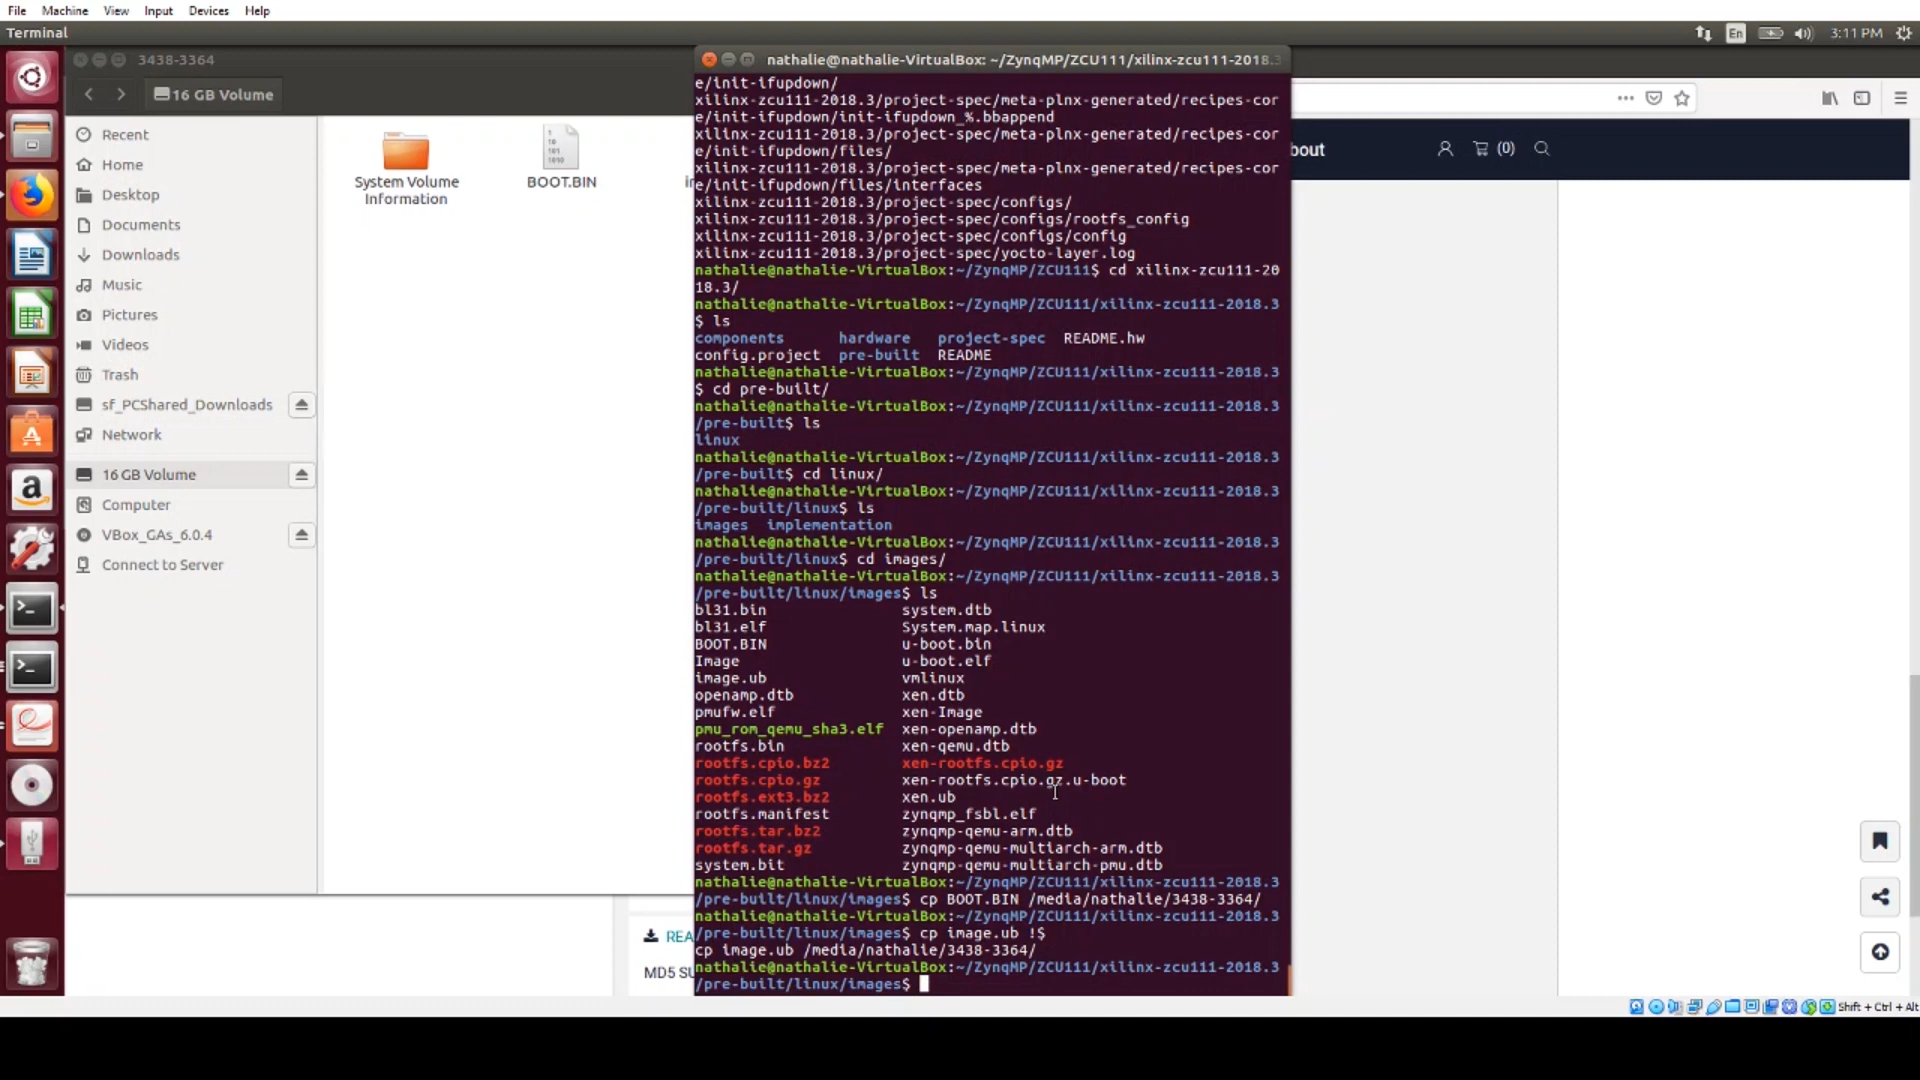 File Machine View Input Devices Help
Terminal
En
3:11 PM
3438-3364
16 GB Volume
Recent
Home
Desktop
Documents
Downloads
Music
Pictures
Videos
Trash
sf_PCShared_Downloads
Network
16 GB Volume
Computer
VBox_GAs_6.0.4
Connect to Server
System Volume
Information
BOOT.BIN
nathalie@nathalie-VirtualBox: ~/ZynqMP/ZCU111/xilinx-zcu111-2018.3
e/init-ifupdown/
xilinx-zcu111-2018.3/project-spec/meta-plnx-generated/recipes-cor
e/init-ifupdown/init-ifupdown_%.bbappend
xilinx-zcu111-2018.3/project-spec/meta-plnx-generated/recipes-cor
e/init-ifupdown/files/
xilinx-zcu111-2018.3/project-spec/meta-plnx-generated/recipes-cor
e/init-ifupdown/files/interfaces
xilinx-zcu111-2018.3/project-spec/configs/
xilinx-zcu111-2018.3/project-spec/configs/rootfs_config
xilinx-zcu111-2018.3/project-spec/configs/config
xilinx-zcu111-2018.3/project-spec/yocto-layer.log
nathalie@nathalie-VirtualBox:~/ZynqMP/ZCU111$ cd xilinx-zcu111-20
18.3/
nathalie@nathalie-VirtualBox:~/ZynqMP/ZCU111/xilinx-zcu111-2018.3
$ ls
components hardware project-spec README.hw
config.project pre-built README
nathalie@nathalie-VirtualBox:~/ZynqMP/ZCU111/xilinx-zcu111-2018.3
$ cd pre-built/
nathalie@nathalie-VirtualBox:~/ZynqMP/ZCU111/xilinx-zcu111-2018.3
/pre-built$ ls
linux
nathalie@nathalie-VirtualBox:~/ZynqMP/ZCU111/xilinx-zcu111-2018.3
/pre-built$ cd linux/
nathalie@nathalie-VirtualBox:~/ZynqMP/ZCU111/xilinx-zcu111-2018.3
/pre-built/linux$ ls
images implementation
nathalie@nathalie-VirtualBox:~/ZynqMP/ZCU111/xilinx-zcu111-2018.3
/pre-built/linux$ cd images/
nathalie@nathalie-VirtualBox:~/ZynqMP/ZCU111/xilinx-zcu111-2018.3
/pre-built/linux/images$ ls
bl31.bin system.dtb
bl31.elf System.map.linux
BOOT.BIN u-boot.bin
Image u-boot.elf
image.ub vmlinux
openamp.dtb xen.dtb
pmufw.elf xen-Image
pmu_rom_qemu_sha3.elf xen-openamp.dtb
rootfs.bin xen-qemu.dtb
rootfs.cpio.bz2 xen-rootfs.cpio.gz
rootfs.cpio.gz xen-rootfs.cpio.gz.u-boot
rootfs.ext3.bz2 xen.ub
rootfs.manifest zynqmp_fsbl.elf
rootfs.tar.bz2 zynqmp-qemu-arm.dtb
rootfs.tar.gz zynqmp-qemu-multiarch-arm.dtb
system.bit zynqmp-qemu-multiarch-pmu.dtb
nathalie@nathalie-VirtualBox:~/ZynqMP/ZCU111/xilinx-zcu111-2018.3
/pre-built/linux/images$ cp BOOT.BIN /media/nathalie/3438-3364/
nathalie@nathalie-VirtualBox:~/ZynqMP/ZCU111/xilinx-zcu111-2018.3
/pre-built/linux/images$ cp image.ub !$
cp image.ub /media/nathalie/3438-3364/
nathalie@nathalie-VirtualBox:~/ZynqMP/ZCU111/xilinx-zcu111-2018.3
/pre-built/linux/images$
bout
(0)
REA
MD5 SU
Shift + Ctrl + Alt